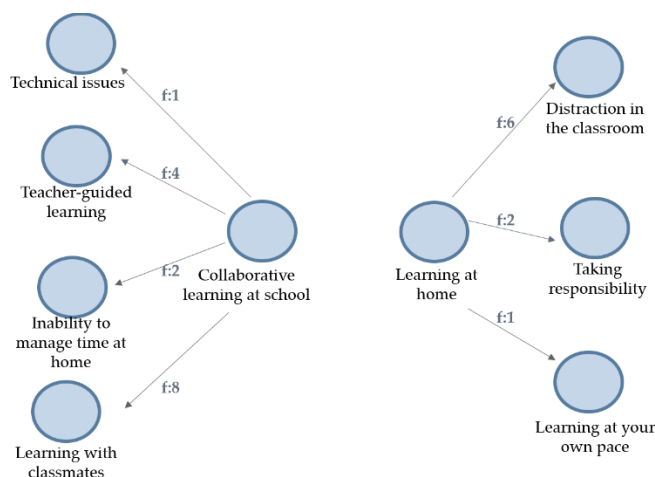 Technical issues
f:1
Teacher-guided
learning
f:4
Collaborative
learning at school
f:2
Inability to
manage time at
home
f:8
Learning with
classmates
Distraction in
the classroom
f:6
Learning at
home
f:2
Taking
responsibility
f:1
Learning at your
own pace